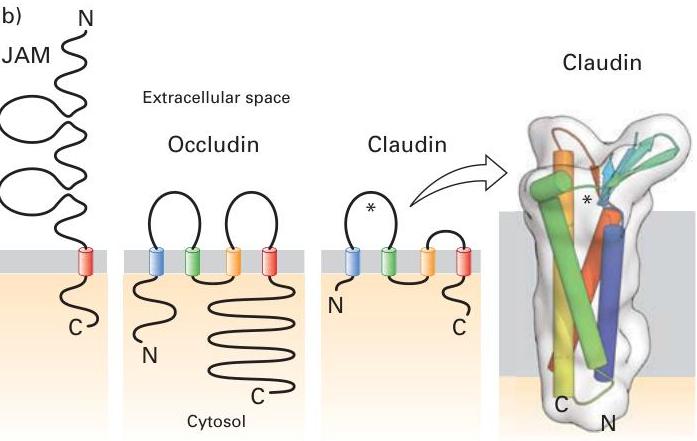 b)
N
JAM
C
Extracellular space
Occludin
N
C
Cytosol
Claudin
*
N
C
Claudin
*
C
N